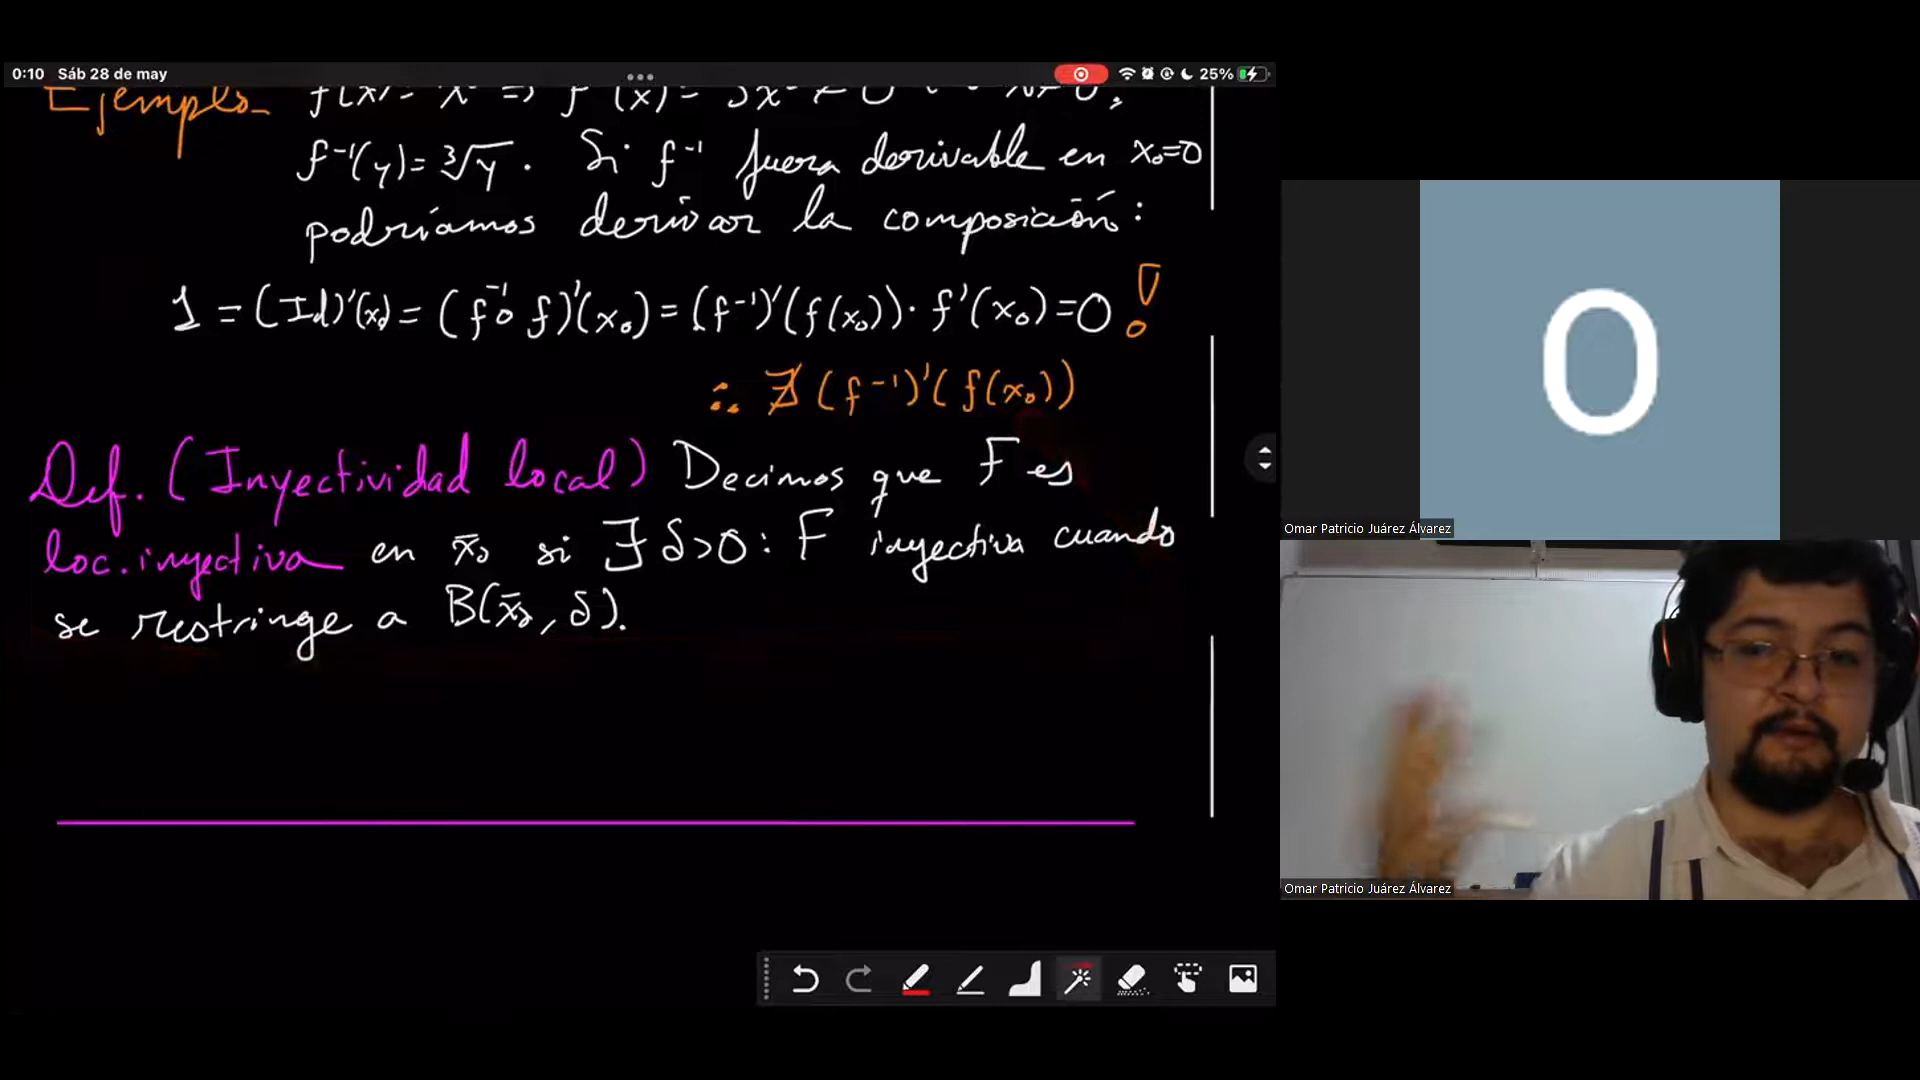 0:10 Sáb 28 de may
25%
Ejemplo
f⁻¹(y)=∛y. Si f⁻¹ fuera derivable en x₀=0
podríamos derivar la composición:
1 = (Id)'(x₀) = (f⁻¹∘f)'(x₀) = (f⁻¹)'(f(x₀))·f'(x₀)=0 !
∴ ∄ (f⁻¹)'(f(x₀))
Def. (Inyectividad local) Decimos que F es
loc. inyectiva en x̄₀ si ∃ δ>0: F inyectiva cuando
se restringe a B(x̄₀, δ).
O
Omar Patricio Juárez Álvarez
Omar Patricio Juárez Álvarez